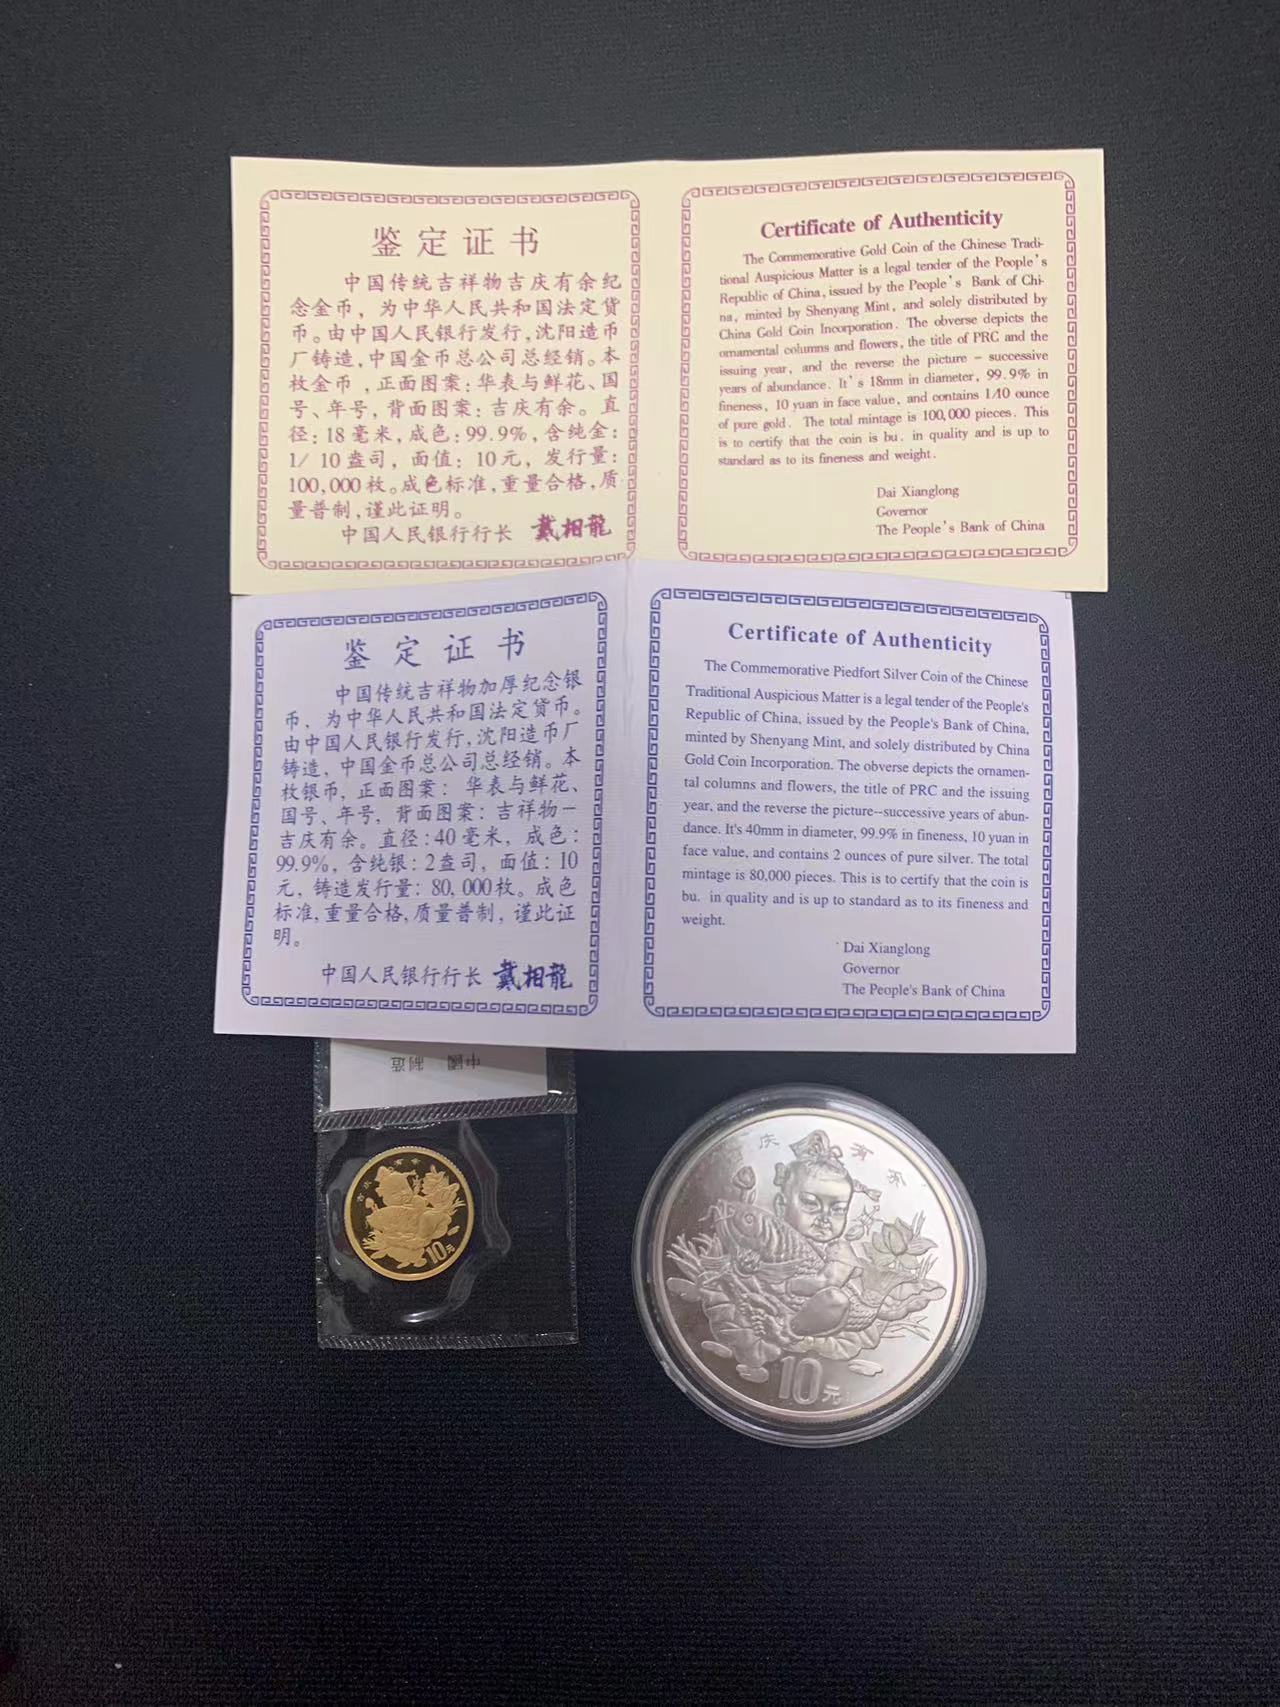 鉴定证书
中国传统吉祥物吉庆有余纪
念金币，为中华人民共和国法定货
币。由中国人民银行发行,沈阳造币
厂铸造,中国金币总公司总经销。本
枚金币，正面图案:华表与鲜花、国
号、年号,背面图案:吉庆有余。直
径:18毫米,成色:99.9%,含纯金:
1/10盎司,面值:10元,发行量:
100,000枚。成色标准,重量合格,质
量普制,谨此证明。
中国人民银行行长 戴相龍
Certificate of Authenticity
The Commemorative Gold Coin of the Chinese Tradi-
tional Auspicious Matter is a legal tender of the People's
Republic of China, issued by the People's Bank of Chi-
na, minted by Shenyang Mint, and solely distributed by
China Gold Coin Incorporation. The obverse depicts the
ornamental columns and flowers, the title of PRC and the
issuing year, and the reverse the picture - successive
years of abundance. It's 18mm in diameter, 99.9% in
fineness, 10 yuan in face value, and contains 1/10 ounce
of pure gold. The total mintage is 100,000 pieces. This
is to certify that the coin is bu. in quality and is up to
standard as to its fineness and weight.
Dai Xianglong
Governor
The People's Bank of China
鉴定证书
中国传统吉祥物加厚纪念银
币，为中华人民共和国法定货币。
由中国人民银行发行,沈阳造币厂
铸造,中国金币总公司总经销。本
枚银币,正面图案:华表与鲜花、
国号、年号,背面图案:吉祥物一
吉庆有余。直径:40毫米,成色:
99.9%,含纯银:2盎司,面值:10
元,铸造发行量:80,000枚。成色
标准,重量合格,质量普制,谨此证
明。
中国人民银行行长 戴相龍
Certificate of Authenticity
The Commemorative Piedfort Silver Coin of the Chinese
Traditional Auspicious Matter is a legal tender of the People's
Republic of China, issued by the People's Bank of China,
minted by Shenyang Mint, and solely distributed by China
Gold Coin Incorporation. The obverse depicts the ornamen-
tal columns and flowers, the title of PRC and the issuing
year, and the reverse the picture--successive years of abun-
dance. It's 40mm in diameter, 99.9% in fineness, 10 yuan in
face value, and contains 2 ounces of pure silver. The total
mintage is 80,000 pieces. This is to certify that the coin is
bu. in quality and is up to standard as to its fineness and
weight.
Dai Xianglong
Governor
The People's Bank of China
中國 制造
吉庆有余
10元
吉庆有余
10元